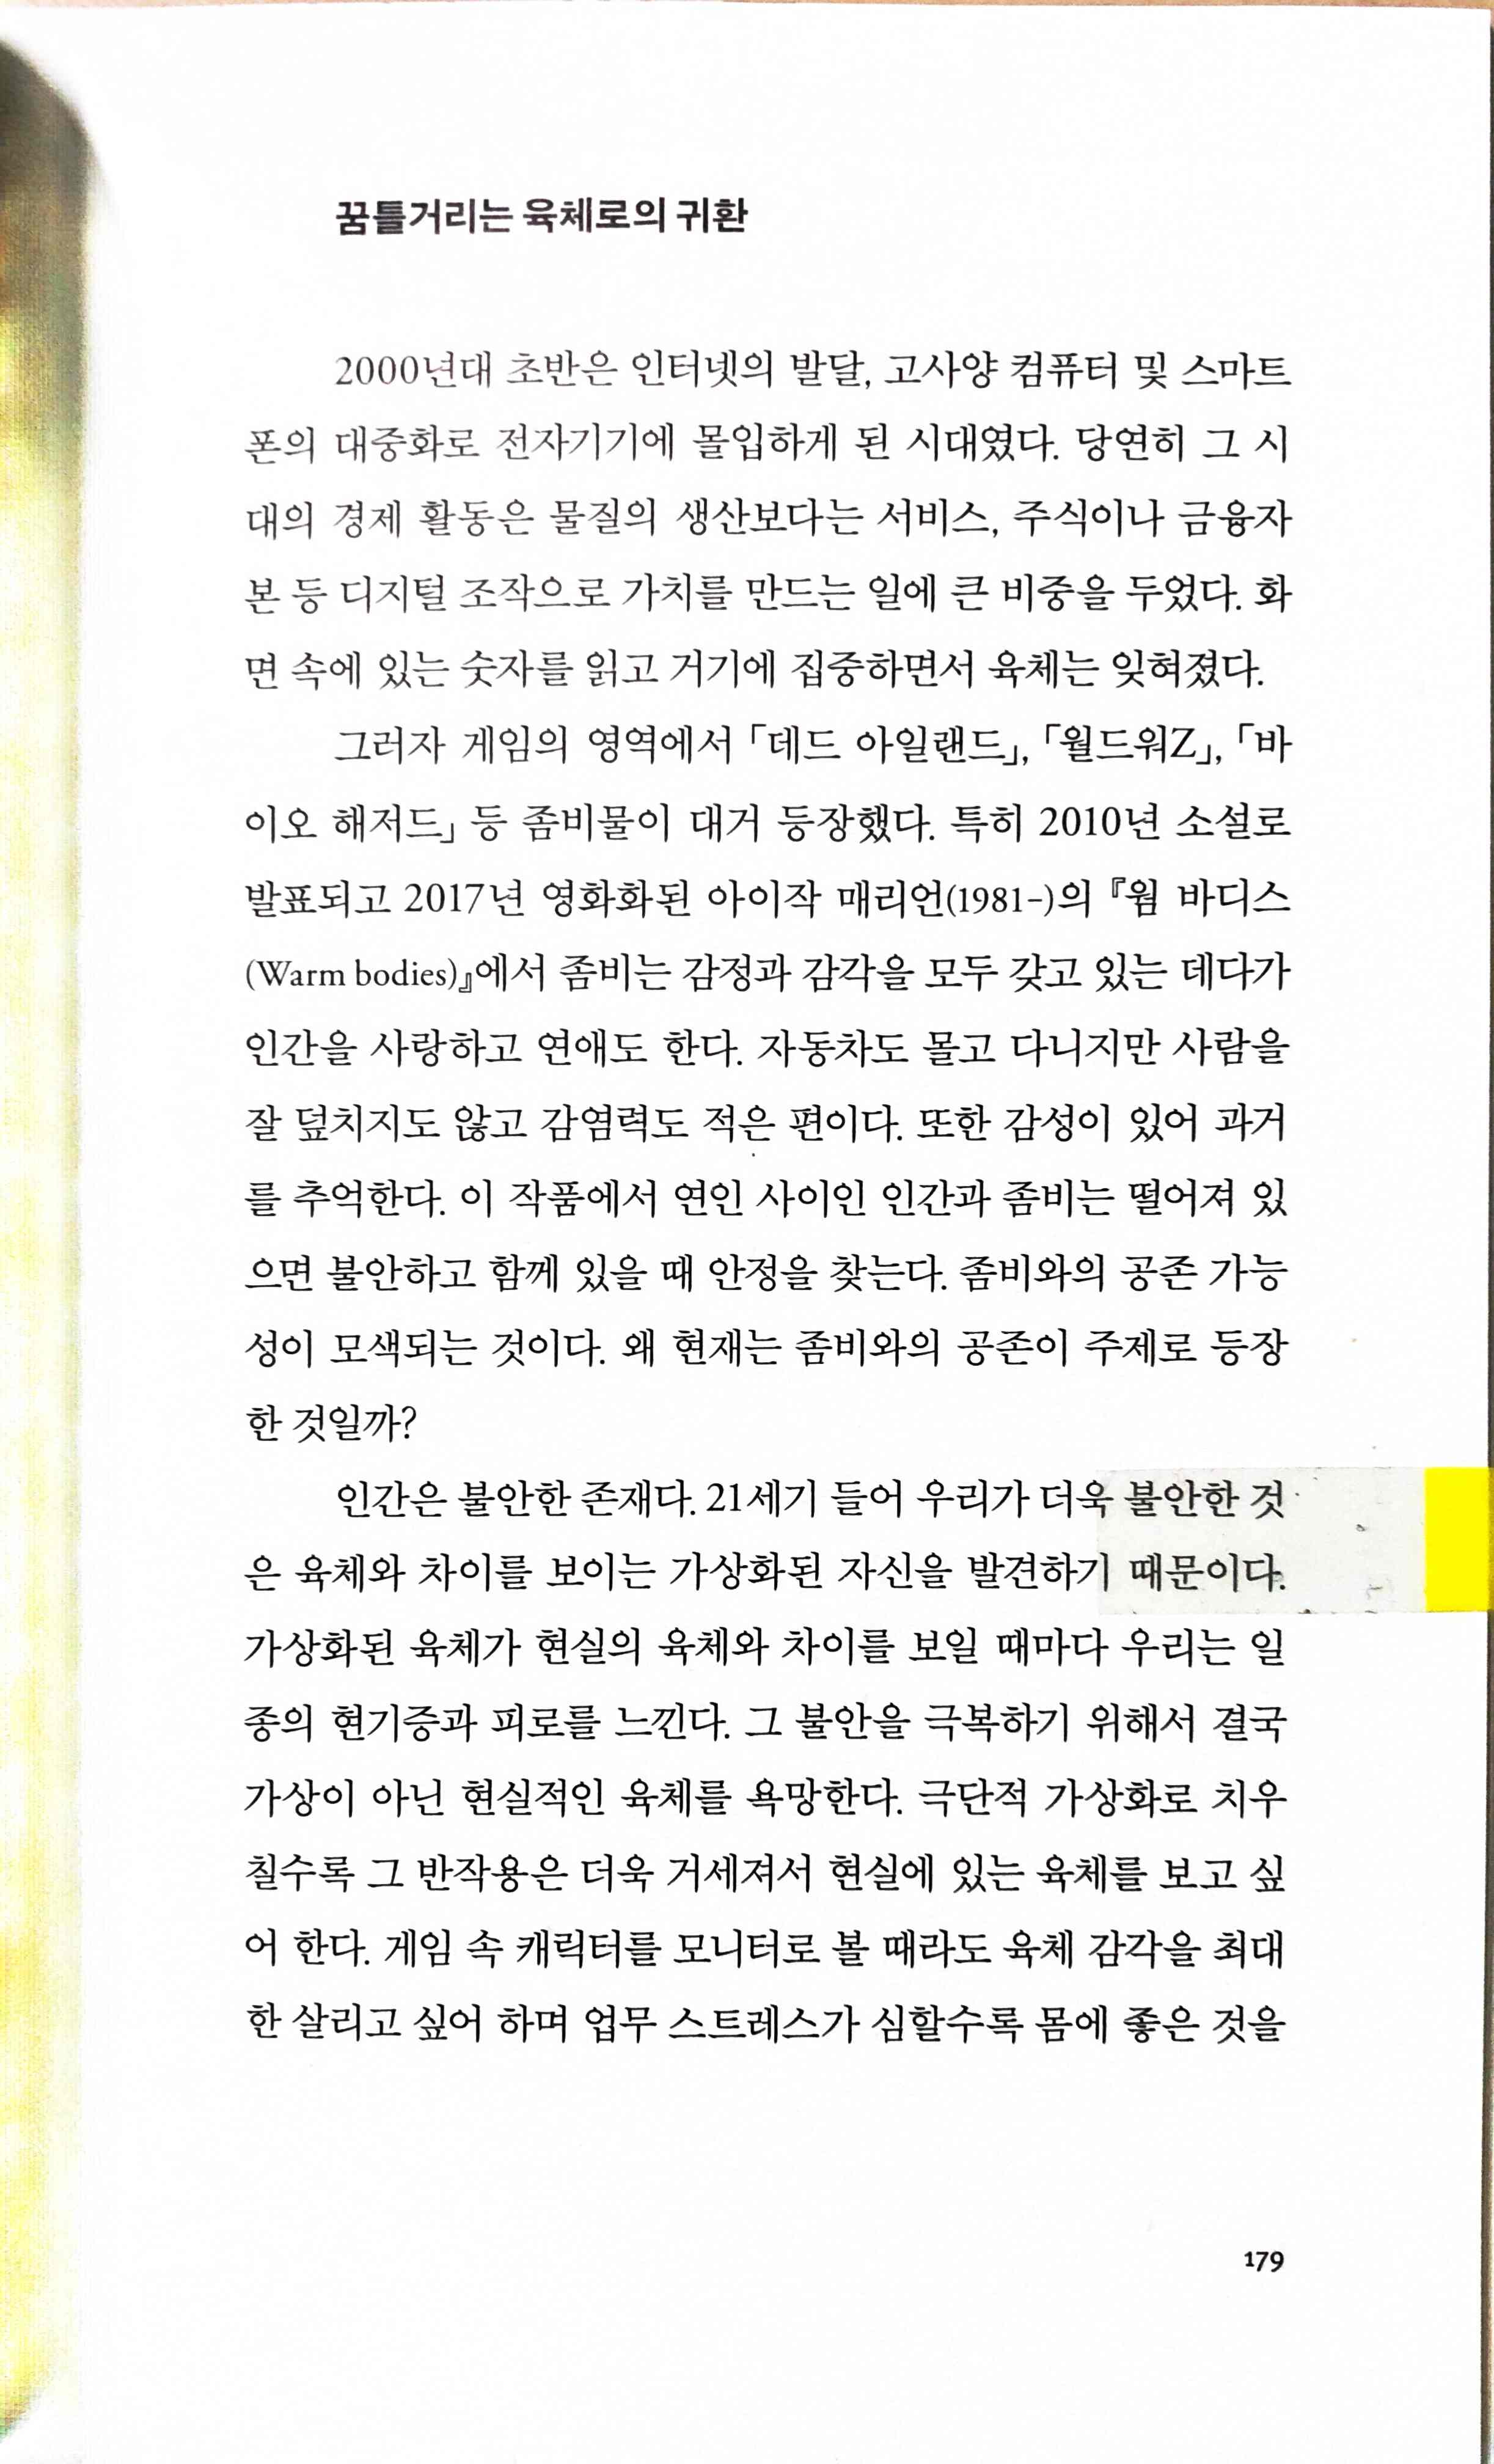 꿈틀거리는 육체로의 귀환
2000년대 초반은 인터넷의 발달, 고사양 컴퓨터 및 스마트
폰의 대중화로 전자기기에 몰입하게 된 시대였다. 당연히 그 시
대의 경제 활동은 물질의 생산보다는 서비스, 주식이나 금융자
본 등 디지털 조작으로 가치를 만드는 일에 큰 비중을 두었다. 화
면 속에 있는 숫자를 읽고 거기에 집중하면서 육체는 잊혀졌다.
그러자 게임의 영역에서 「데드 아일랜드」, 「월드워Z」, 「바
이오 해저드」 등 좀비물이 대거 등장했다. 특히 2010년 소설로
발표되고 2017년 영화화된 아이작 매리언(1981-)의 『웜 바디스
(Warm bodies)』에서 좀비는 감정과 감각을 모두 갖고 있는 데다가
인간을 사랑하고 연애도 한다. 자동차도 몰고 다니지만 사람을
잘 덮치지도 않고 감염력도 적은 편이다. 또한 감성이 있어 과거
를 추억한다. 이 작품에서 연인 사이인 인간과 좀비는 떨어져 있
으면 불안하고 함께 있을 때 안정을 찾는다. 좀비와의 공존 가능
성이 모색되는 것이다. 왜 현재는 좀비와의 공존이 주제로 등장
한 것일까?
인간은 불안한 존재다. 21세기 들어 우리가 더욱 불안한 것
은 육체와 차이를 보이는 가상화된 자신을 발견하기 때문이다.
가상화된 육체가 현실의 육체와 차이를 보일 때마다 우리는 일
종의 현기증과 피로를 느낀다. 그 불안을 극복하기 위해서 결국
가상이 아닌 현실적인 육체를 욕망한다. 극단적 가상화로 치우
칠수록 그 반작용은 더욱 거세져서 현실에 있는 육체를 보고 싶
어 한다. 게임 속 캐릭터를 모니터로 볼 때라도 육체 감각을 최대
한 살리고 싶어 하며 업무 스트레스가 심할수록 몸에 좋은 것을
179